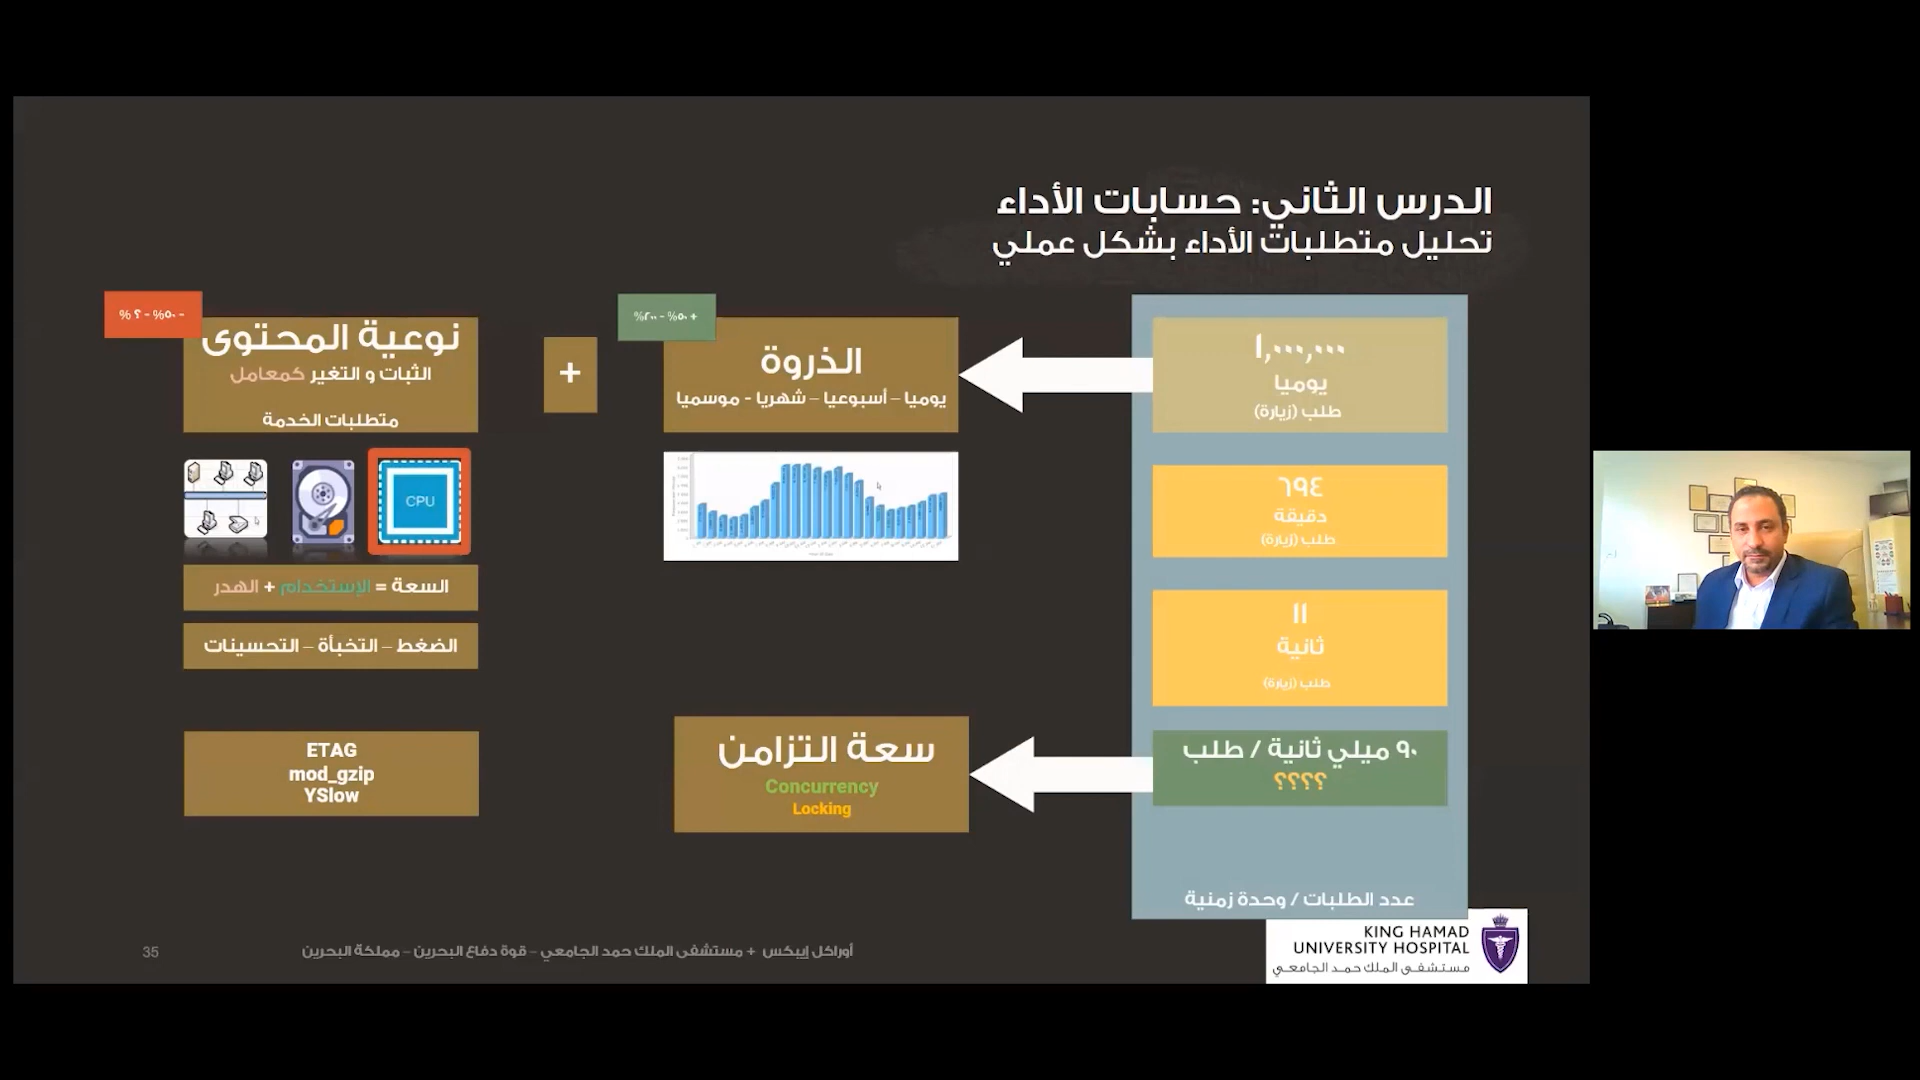 الدرس الثاني: حسابات الأداء
تحليل متطلبات الأداء بشكل عملي
١,٠٠٠,٠٠٠
يوميا
طلب (زيارة)
٦٩٤
دقيقة
طلب (زيارة)
١١
ثانية
طلب (زيارة)
٩٠ ميلي ثانية / طلب
؟؟؟؟
عدد الطلبات / وحدة زمنية
+ ٥٠% - ٢٠٠%
الذروة
يوميا – أسبوعيا – شهريا - موسميا
سعة التزامن
Concurrency
Locking
+
- ٥٠% - ؟ %
نوعية المحتوى
الثبات و التغير كمعامل
متطلبات الخدمة
CPU
السعة = الإستخدام + الهدر
الضغط – التخبأة – التحسينات
ETAG
mod_gzip
YSlow
KING HAMAD
UNIVERSITY HOSPITAL
مستشفى الملك حمد الجامعي
أوراكل إيبكس + مستشفى الملك حمد الجامعي – قوة دفاع البحرين – مملكة البحرين
35